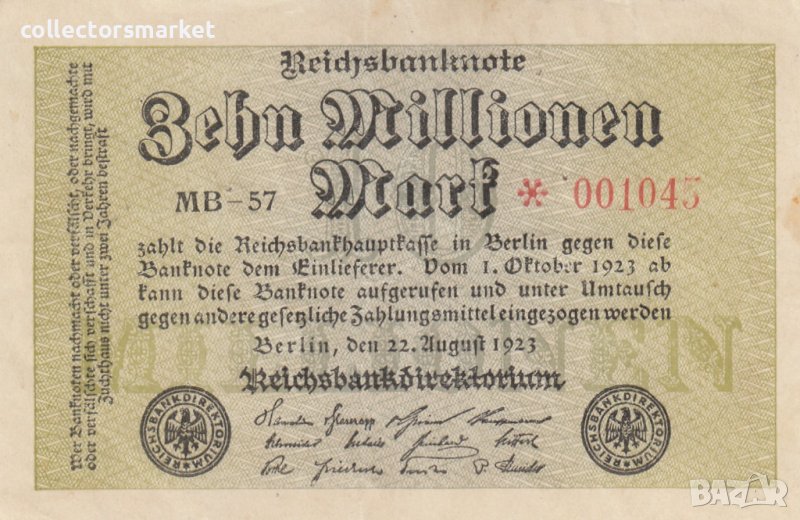 collectorsmarket
Reichsbanknote
Zehn Millionen
Mark
MB-57
* 001045
zahlt die Reichsbankhauptkasse in Berlin gegen diese
Banknote dem Einlieferer. Vom 1. Oktober 1923 ab
kann diese Banknote aufgerufen und unter Umtausch
gegen andere gesetzliche Zahlungsmittel eingezogen werden
Berlin, den 22. August 1923
Reichsbankdirektorium
REICHSBANKDIREKTORIUM
REICHSBANKDIREKTORIUM
Wer Banknoten nachmacht oder verfälscht, oder nachgemachte
oder verfälschte sich verschafft und in Verkehr bringt, wird mit
Zuchthaus nicht unter zwei Jahren bestraft
БАZAR